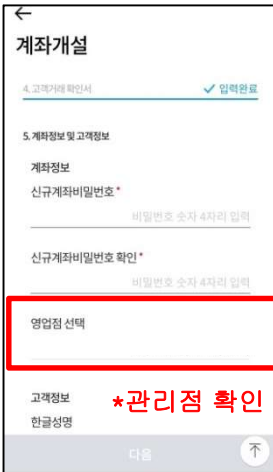 계좌개설
4. 고객거래 확인서
✓ 입력완료
5. 계좌정보 및 고객정보
계좌정보
신규계좌비밀번호 *
비밀번호 숫자 4자리 입력
신규계좌비밀번호 확인 *
비밀번호 숫자 4자리 입력
영업점 선택
고객정보
*관리점 확인
한글성명
다음